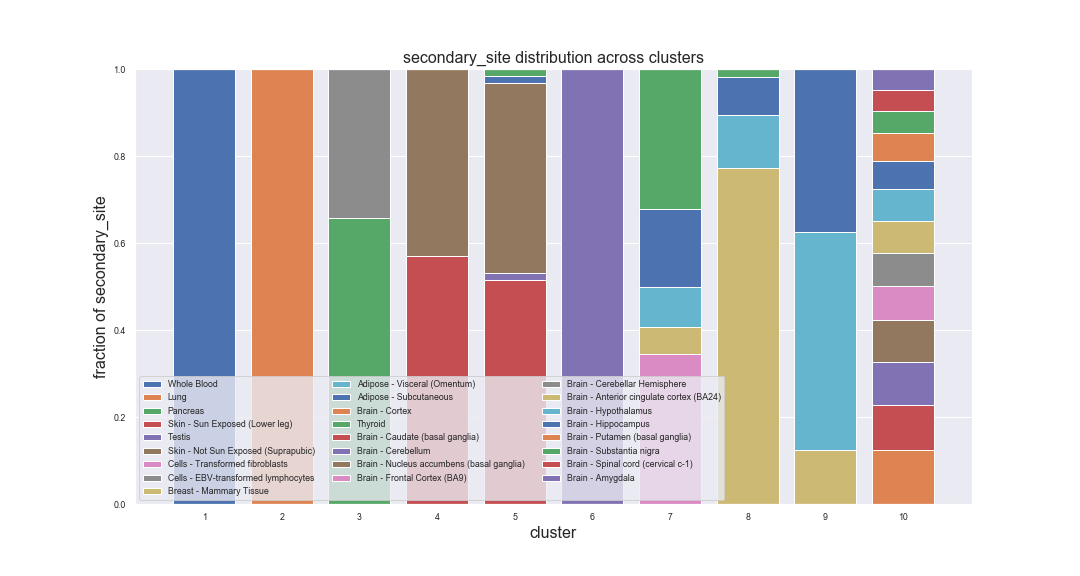 secondary_site distribution across clusters
fraction of secondary_site
1.0
0.8
0.6
0.4
0.2
0.0
Whole Blood
Lung
Pancreas
Skin - Sun Exposed (Lower leg)
Testis
Skin - Not Sun Exposed (Suprapubic)
Cells - Transformed fibroblasts
Cells - EBV-transformed lymphocytes
Breast - Mammary Tissue
Adipose - Visceral (Omentum)
Adipose - Subcutaneous
Brain - Cortex
Thyroid
Brain - Caudate (basal ganglia)
Brain - Cerebellum
Brain - Nucleus accumbens (basal ganglia)
Brain - Frontal Cortex (BA9)
Brain - Cerebellar Hemisphere
Brain - Anterior cingulate cortex (BA24)
Brain - Hypothalamus
Brain - Hippocampus
Brain - Putamen (basal ganglia)
Brain - Substantia nigra
Brain - Spinal cord (cervical c-1)
Brain - Amygdala
1 2 3 4 5 6 7 8 9 10
cluster